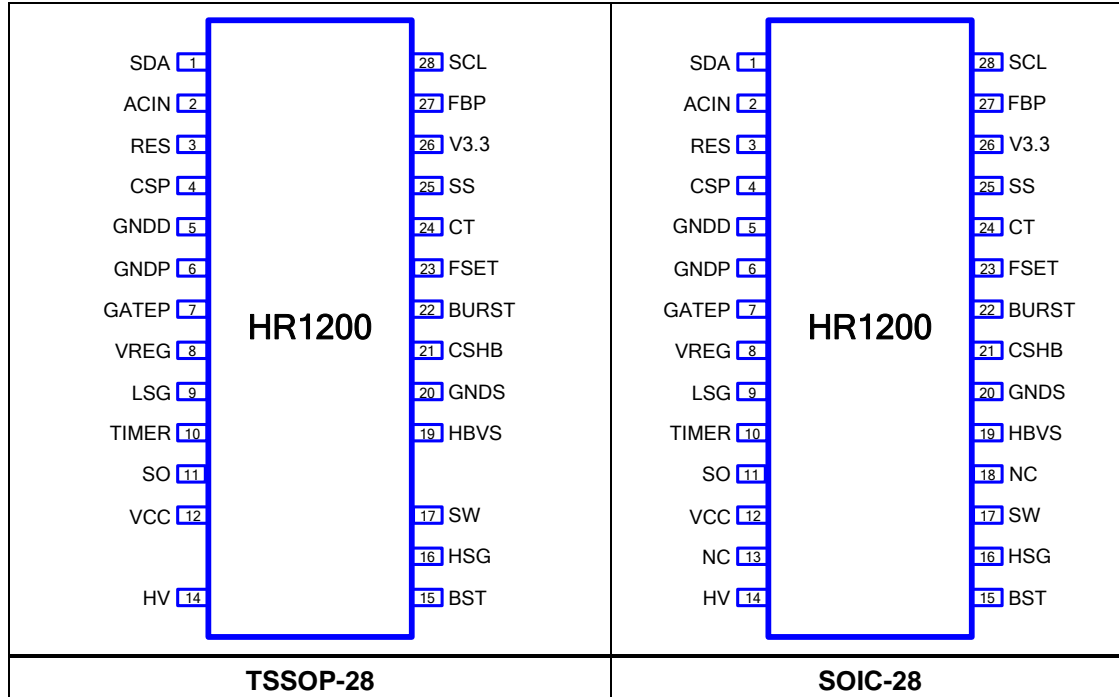 SDA 1 28 SCL
ACIN 2 27 FBP
RES 3 26 V3.3
CSP 4 25 SS
GNDD 5 24 CT
GNDP 6 23 FSET
GATEP 7 22 BURST
HR1200
VREG 8 21 CSHB
LSG 9 20 GNDS
TIMER 10 19 HBVS
SO 11
VCC 12 17 SW
16 HSG
HV 14 15 BST
TSSOP-28
SDA 1 28 SCL
ACIN 2 27 FBP
RES 3 26 V3.3
CSP 4 25 SS
GNDD 5 24 CT
GNDP 6 23 FSET
GATEP 7 22 BURST
HR1200
VREG 8 21 CSHB
LSG 9 20 GNDS
TIMER 10 19 HBVS
SO 11 18 NC
VCC 12 17 SW
NC 13 16 HSG
HV 14 15 BST
SOIC-28